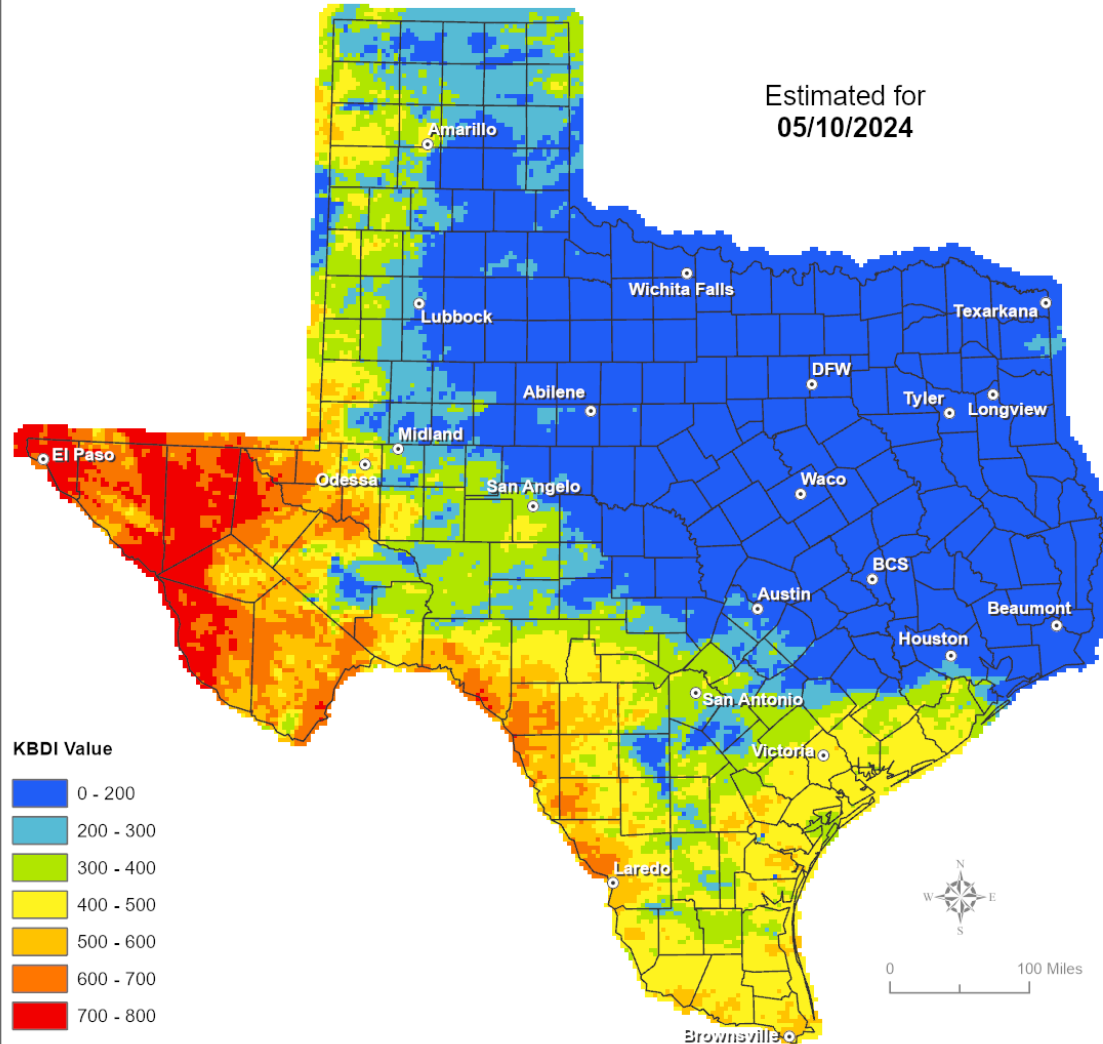 Estimated for
05/10/2024
Amarillo
Wichita Falls
Texarkana
Lubbock
DFW
Abilene
Tyler
Longview
Midland
El Paso
Odessa
San Angelo
Waco
BCS
Austin
Beaumont
Houston
San Antonio
Victoria
Laredo
Brownsville
KBDI Value
0 - 200
200 - 300
300 - 400
400 - 500
500 - 600
600 - 700
700 - 800
N
W E
S
0 100 Miles